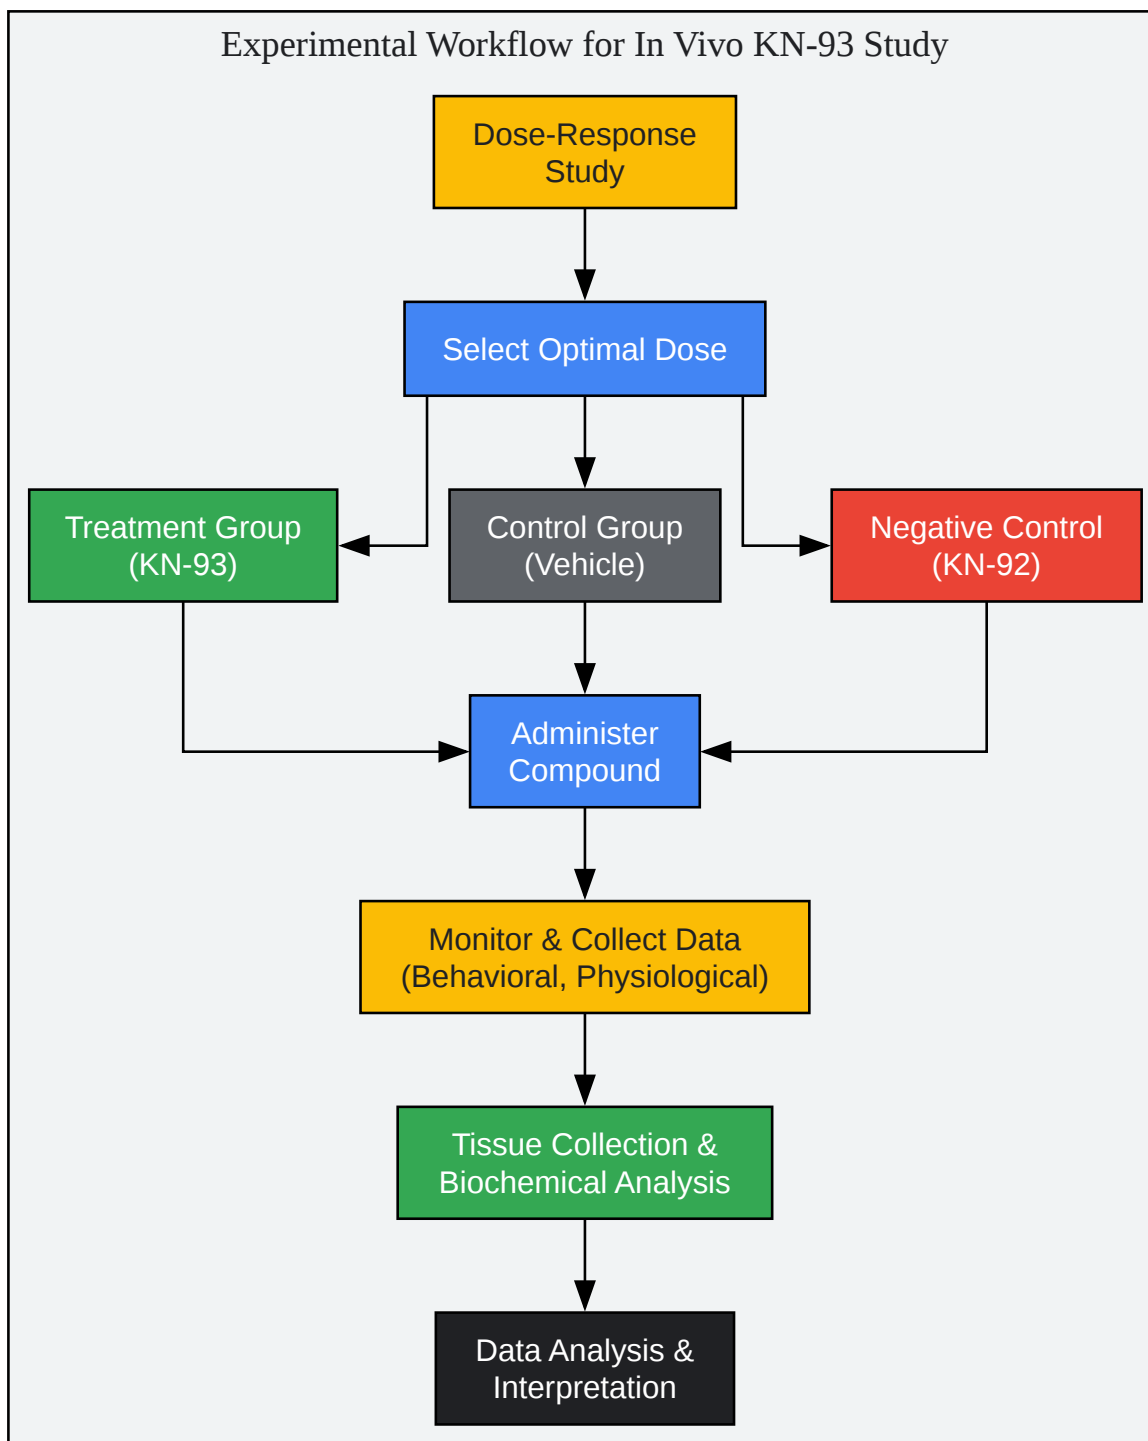 Experimental Workflow for In Vivo KN-93 Study
Dose-Response
Study
Select Optimal Dose
Treatment Group
(KN-93)
Control Group
(Vehicle)
Negative Control
(KN-92)
Administer
Compound
Monitor & Collect Data
(Behavioral, Physiological)
Tissue Collection &
Biochemical Analysis
Data Analysis &
Interpretation